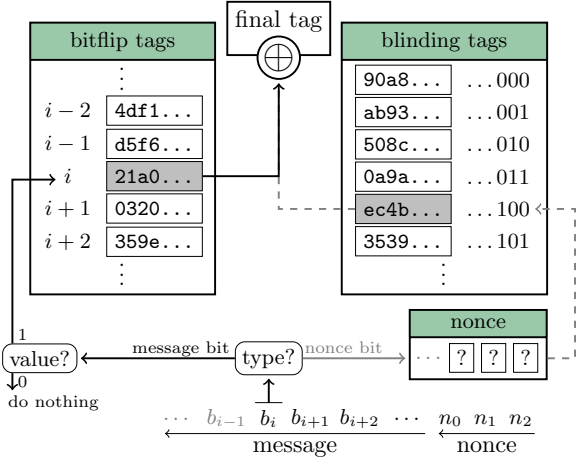 final tag
bitflip tags
⋮
i − 2 4df1...
i − 1 d5f6...
i 21a0...
i + 1 0320...
i + 2 359e...
⋮
⊕
blinding tags
90a8... ...000
ab93... ...001
508c... ...010
0a9a... ...011
ec4b... ...100
3539... ...101
⋮
nonce
··· ? ? ?
1
value?
0
do nothing
message bit
type?
nonce bit
··· b_{i−1} b_i b_{i+1} b_{i+2} ··· n_0 n_1 n_2
message nonce